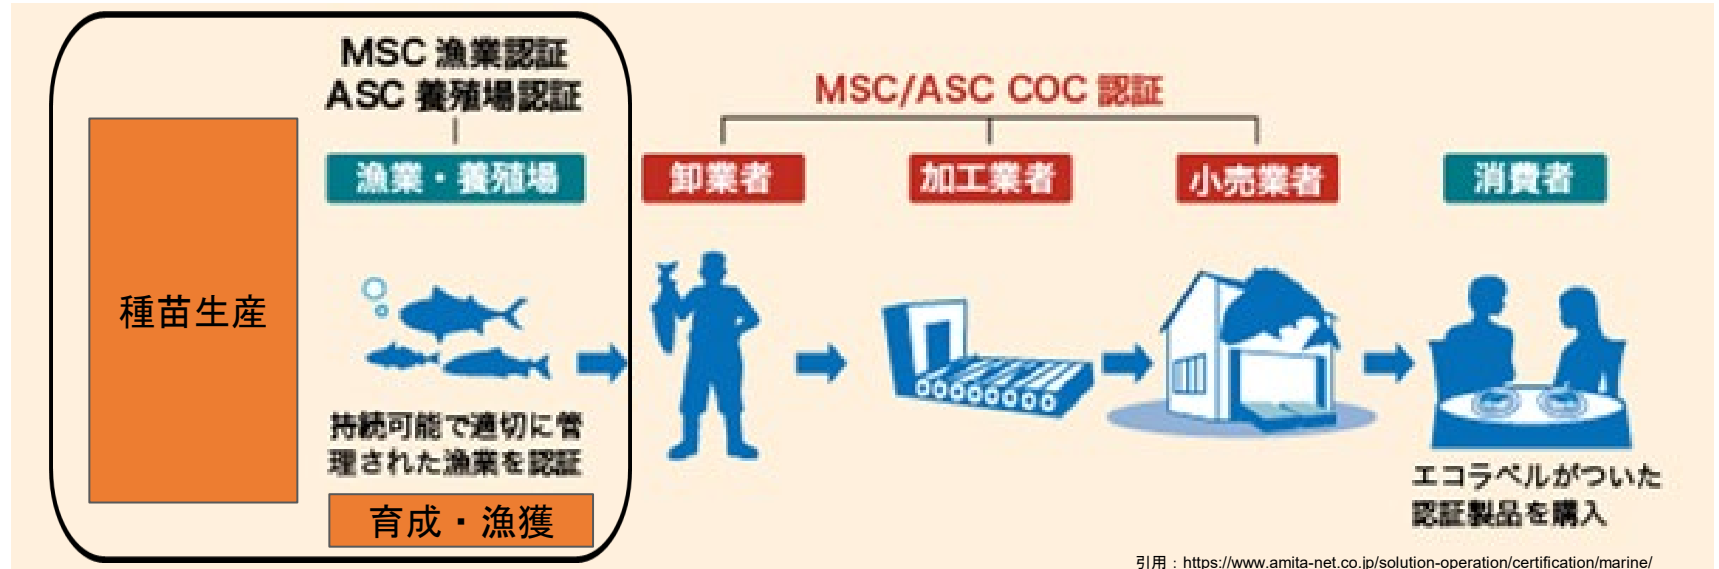 MSC 漁業認証
ASC 養殖場認証
MSC/ASC COC 認証
漁業・養殖場
卸業者
加工業者
小売業者
消費者
種苗生産
持続可能で適切に管
理された漁業を認証
育成・漁獲
エコラベルがついた
認証製品を購入
引用：https://www.amita-net.co.jp/solution-operation/certification/marine/